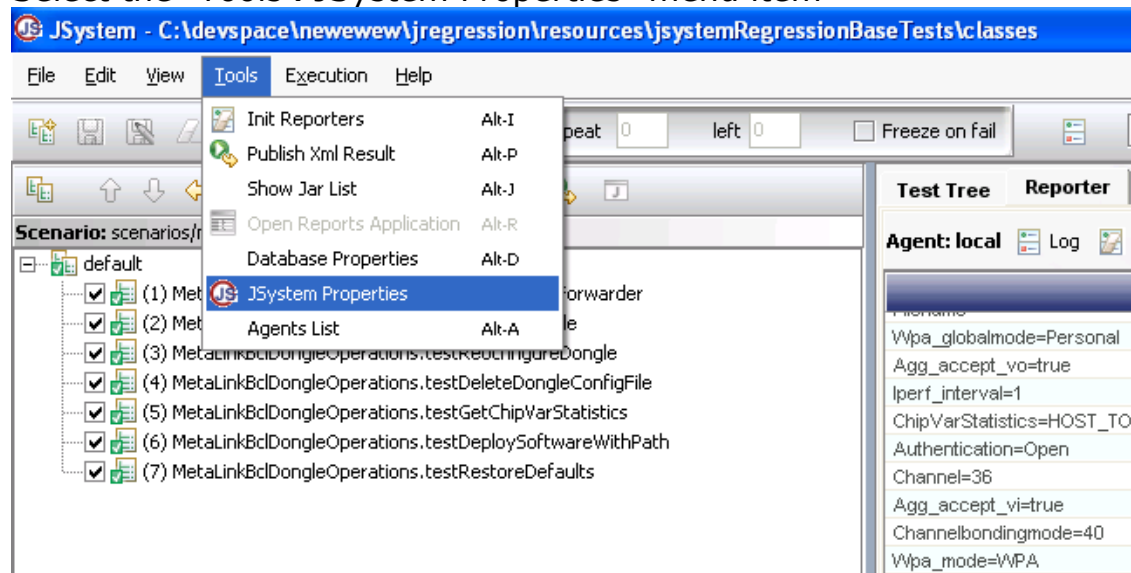 JSystem - C:\devspace\newewew\jregression\resources\jsystemRegressionBaseTests\classes
File Edit View Tools Execution Help
Init Reporters Alt-I
Publish Xml Result Alt-P
Show Jar List Alt-J
Open Reports Application Alt-R
Database Properties Alt-D
JSystem Properties
Agents List Alt-A
peat 0 left 0 Freeze on fail
Scenario: scenarios/
default
(1) Met orwarder
(2) Met le
(3) MetaLinkBclDongleOperations.testReconfigureDongle
(4) MetaLinkBclDongleOperations.testDeleteDongleConfigFile
(5) MetaLinkBclDongleOperations.testGetChipVarStatistics
(6) MetaLinkBclDongleOperations.testDeploySoftwareWithPath
(7) MetaLinkBclDongleOperations.testRestoreDefaults
Test Tree Reporter
Agent: local Log
Wpa_globalmode=Personal
Agg_accept_vo=true
Iperf_interval=1
ChipVarStatistics=HOST_TO
Authentication=Open
Channel=36
Agg_accept_vi=true
Channelbondingmode=40
Wpa_mode=WPA